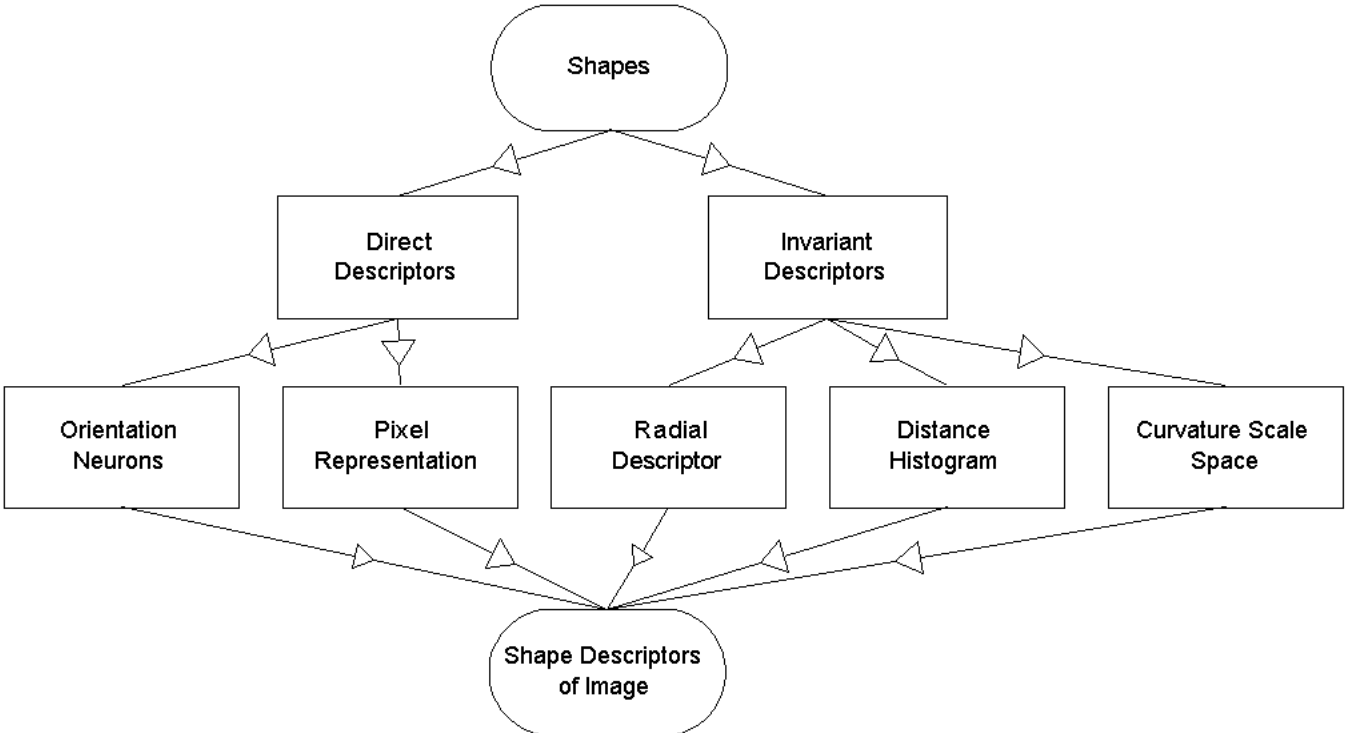 Shapes
Direct
Descriptors
Invariant
Descriptors
Orientation
Neurons
Pixel
Representation
Radial
Descriptor
Distance
Histogram
Curvature Scale
Space
Shape Descriptors
of Image